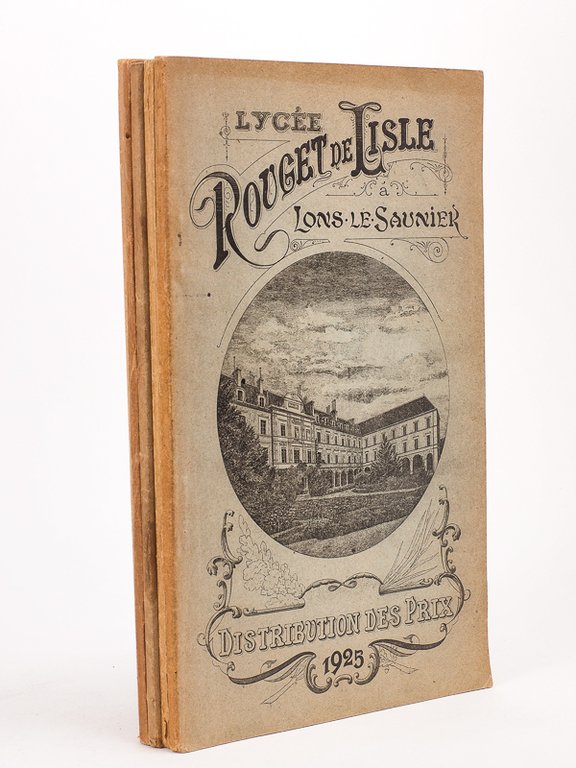 LYCÉE
ROUGET DE LISLE
à
LONS-LE-SAUNIER
DISTRIBUTION DES PRIX
1925